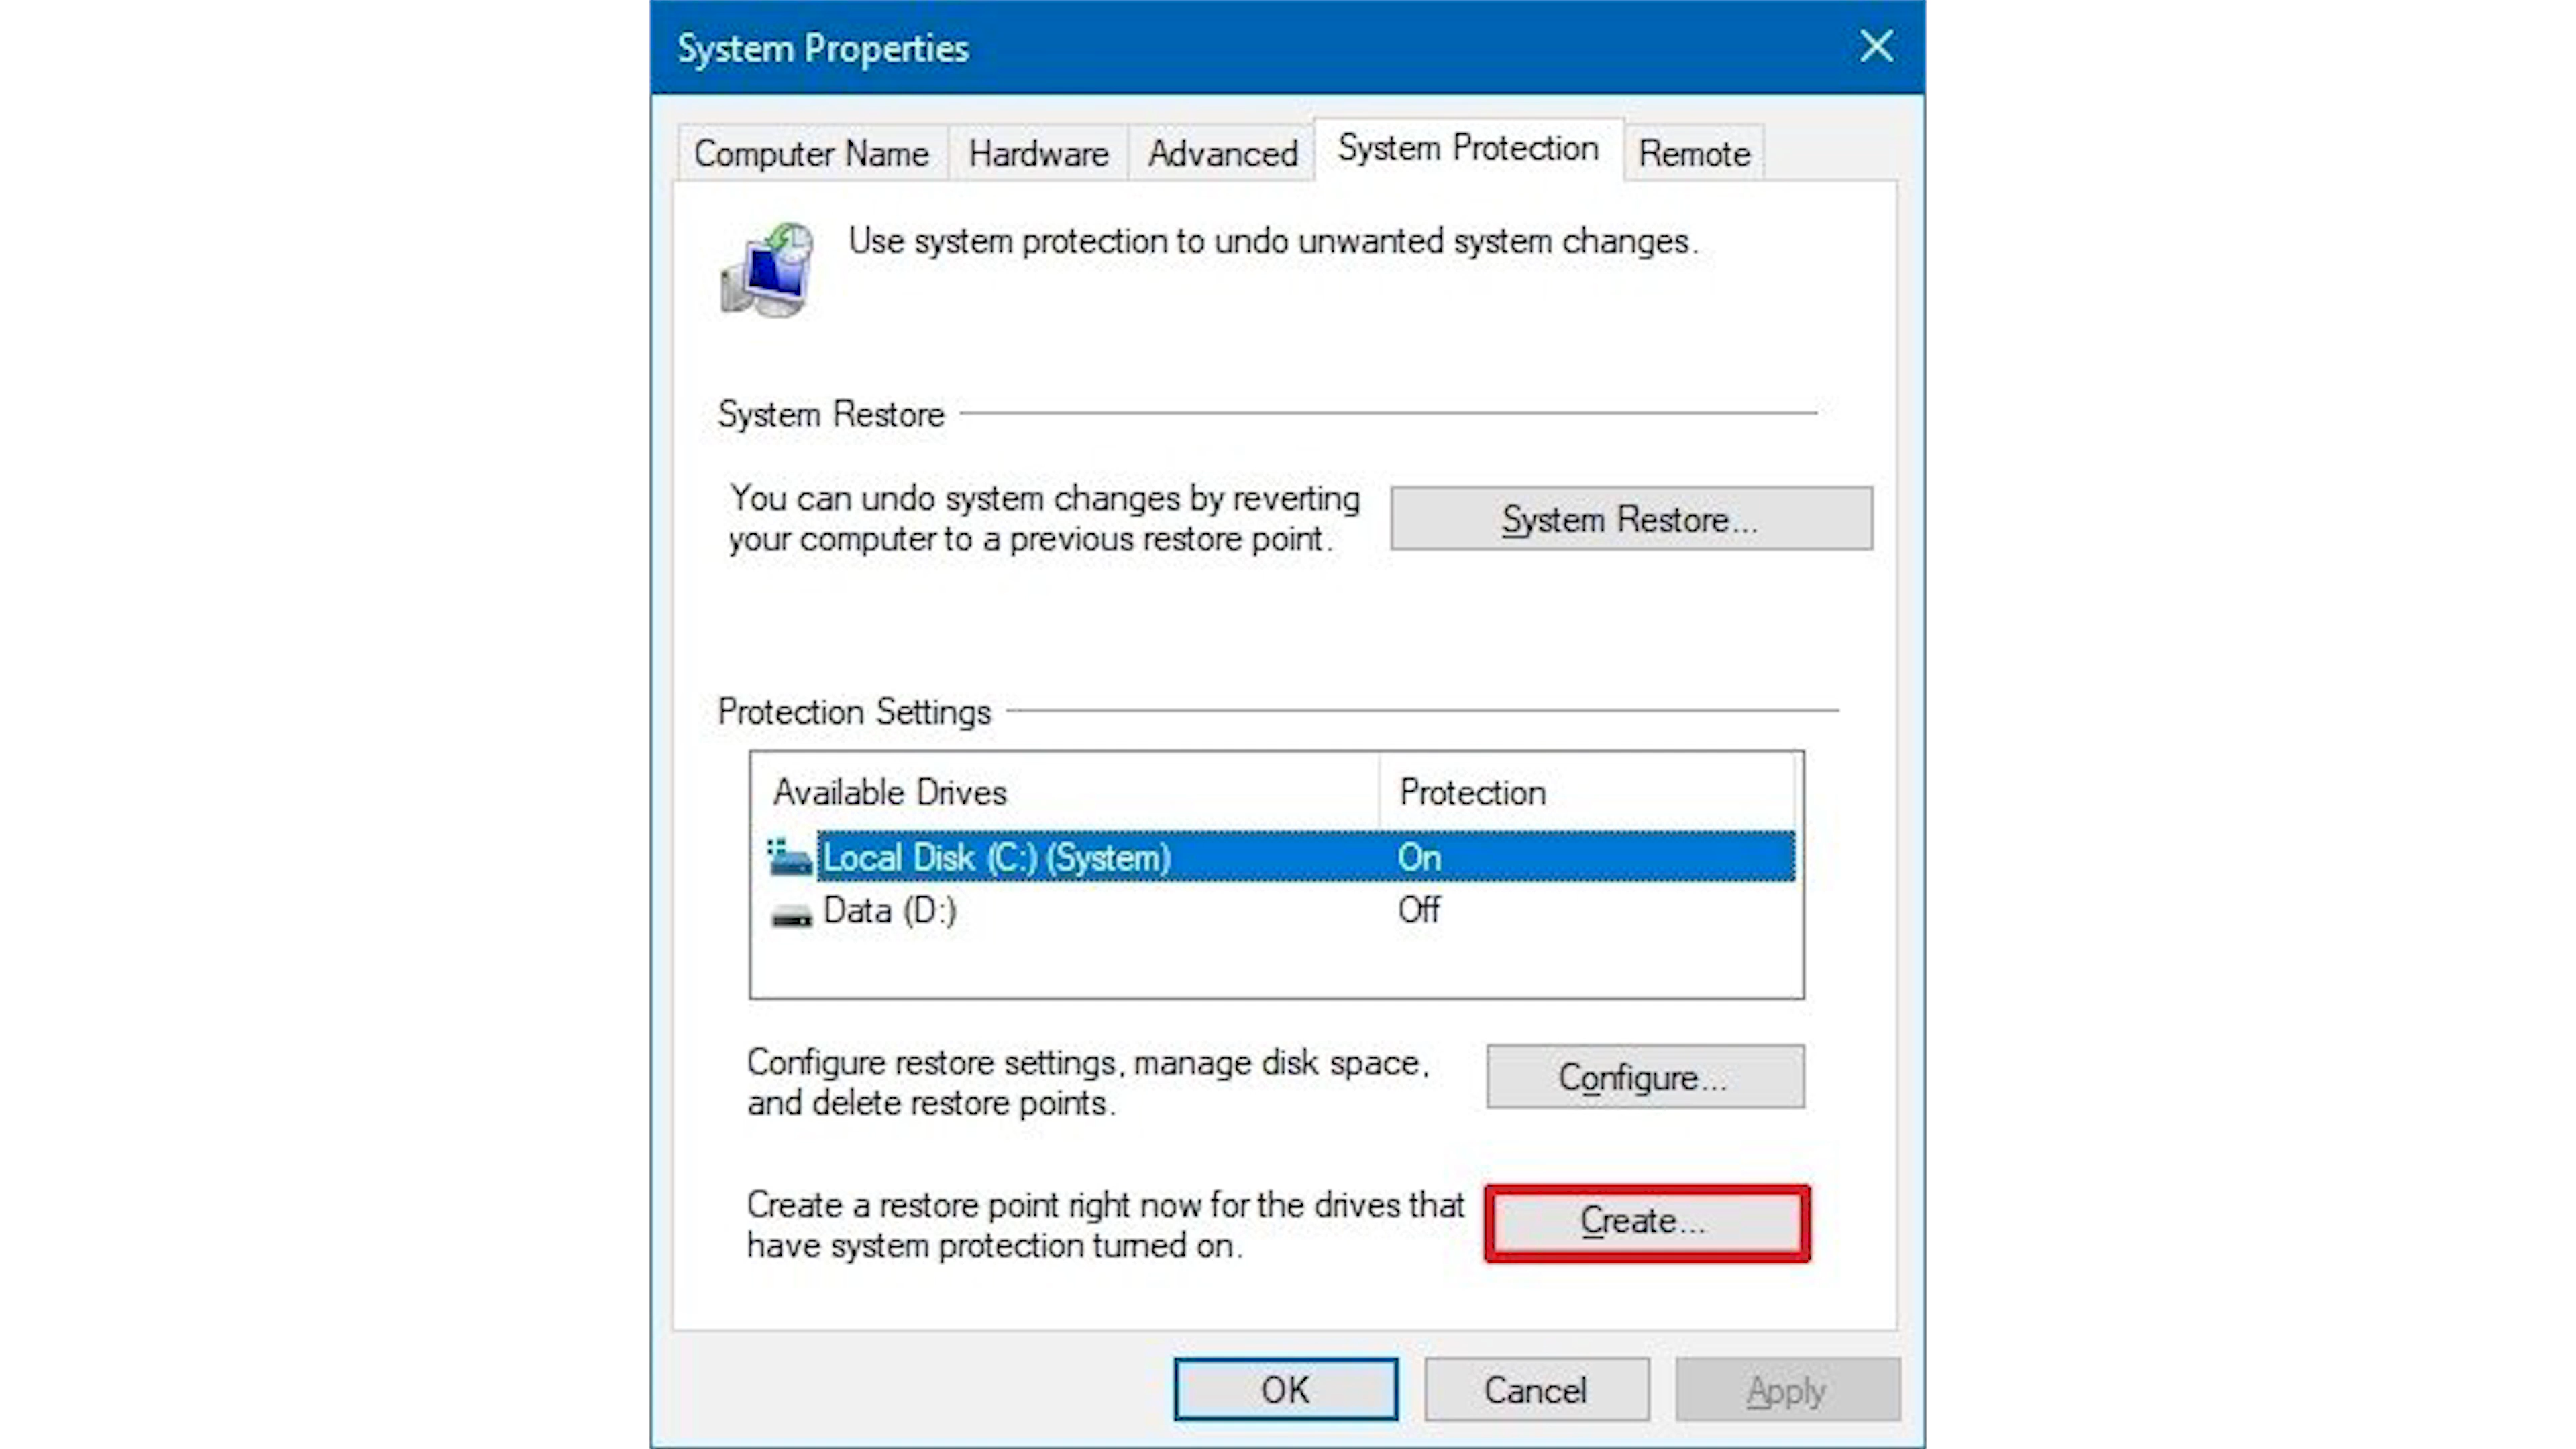 System Properties
Computer Name
Hardware
Advanced
System Protection
Remote
Use system protection to undo unwanted system changes.
System Restore
You can undo system changes by reverting
your computer to a previous restore point.
System Restore...
Protection Settings
Available Drives
Protection
Local Disk (C:) (System)
On
Data (D:)
Off
Configure restore settings, manage disk space,
and delete restore points.
Configure...
Create a restore point right now for the drives that
have system protection turned on.
Create...
OK
Cancel
Apply